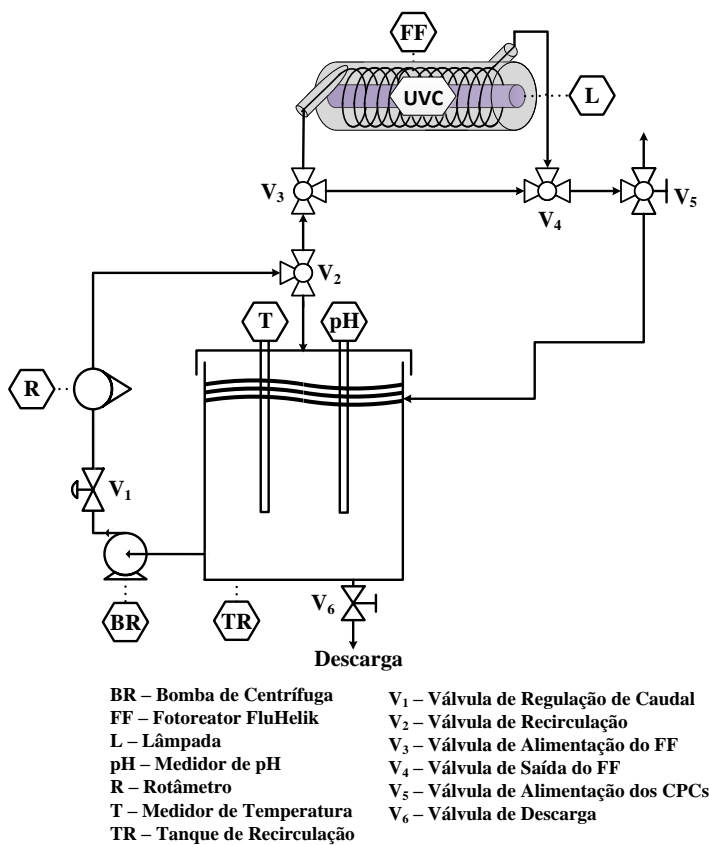 FF
UVC
L
V₃
V₄
V₅
V₂
T
pH
R
V₁
BR
TR
V₆
Descarga
BR – Bomba de Centrífuga
FF – Fotoreator FluHelik
L – Lâmpada
pH – Medidor de pH
R – Rotâmetro
T – Medidor de Temperatura
TR – Tanque de Recirculação
V₁ – Válvula de Regulação de Caudal
V₂ – Válvula de Recirculação
V₃ – Válvula de Alimentação do FF
V₄ – Válvula de Saída do FF
V₅ – Válvula de Alimentação dos CPCs
V₆ – Válvula de Descarga